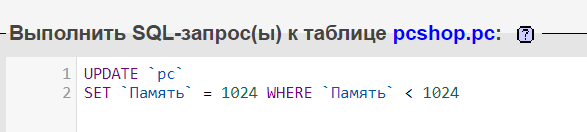 Выполнить SQL-запрос(ы) к таблице pcshop.pc: ?
1 UPDATE `pc`
2 SET `Память` = 1024 WHERE `Память` < 1024